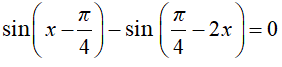 sin(x − π/4) − sin(π/4 − 2x) = 0